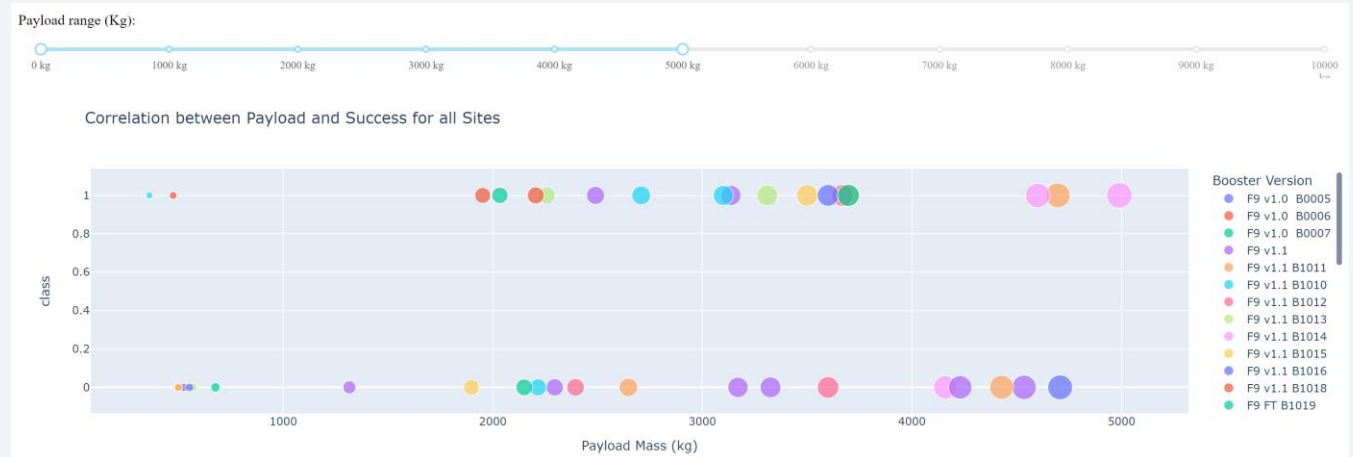 Payload range (Kg):
0 kg 1000 kg 2000 kg 3000 kg 4000 kg 5000 kg 6000 kg 7000 kg 8000 kg 9000 kg 10000
Correlation between Payload and Success for all Sites
class
1
0.8
0.6
0.4
0.2
0
1000 2000 3000 4000 5000
Payload Mass (kg)
Booster Version
F9 v1.0 B0005
F9 v1.0 B0006
F9 v1.0 B0007
F9 v1.1
F9 v1.1 B1011
F9 v1.1 B1010
F9 v1.1 B1012
F9 v1.1 B1013
F9 v1.1 B1014
F9 v1.1 B1015
F9 v1.1 B1016
F9 v1.1 B1018
F9 FT B1019